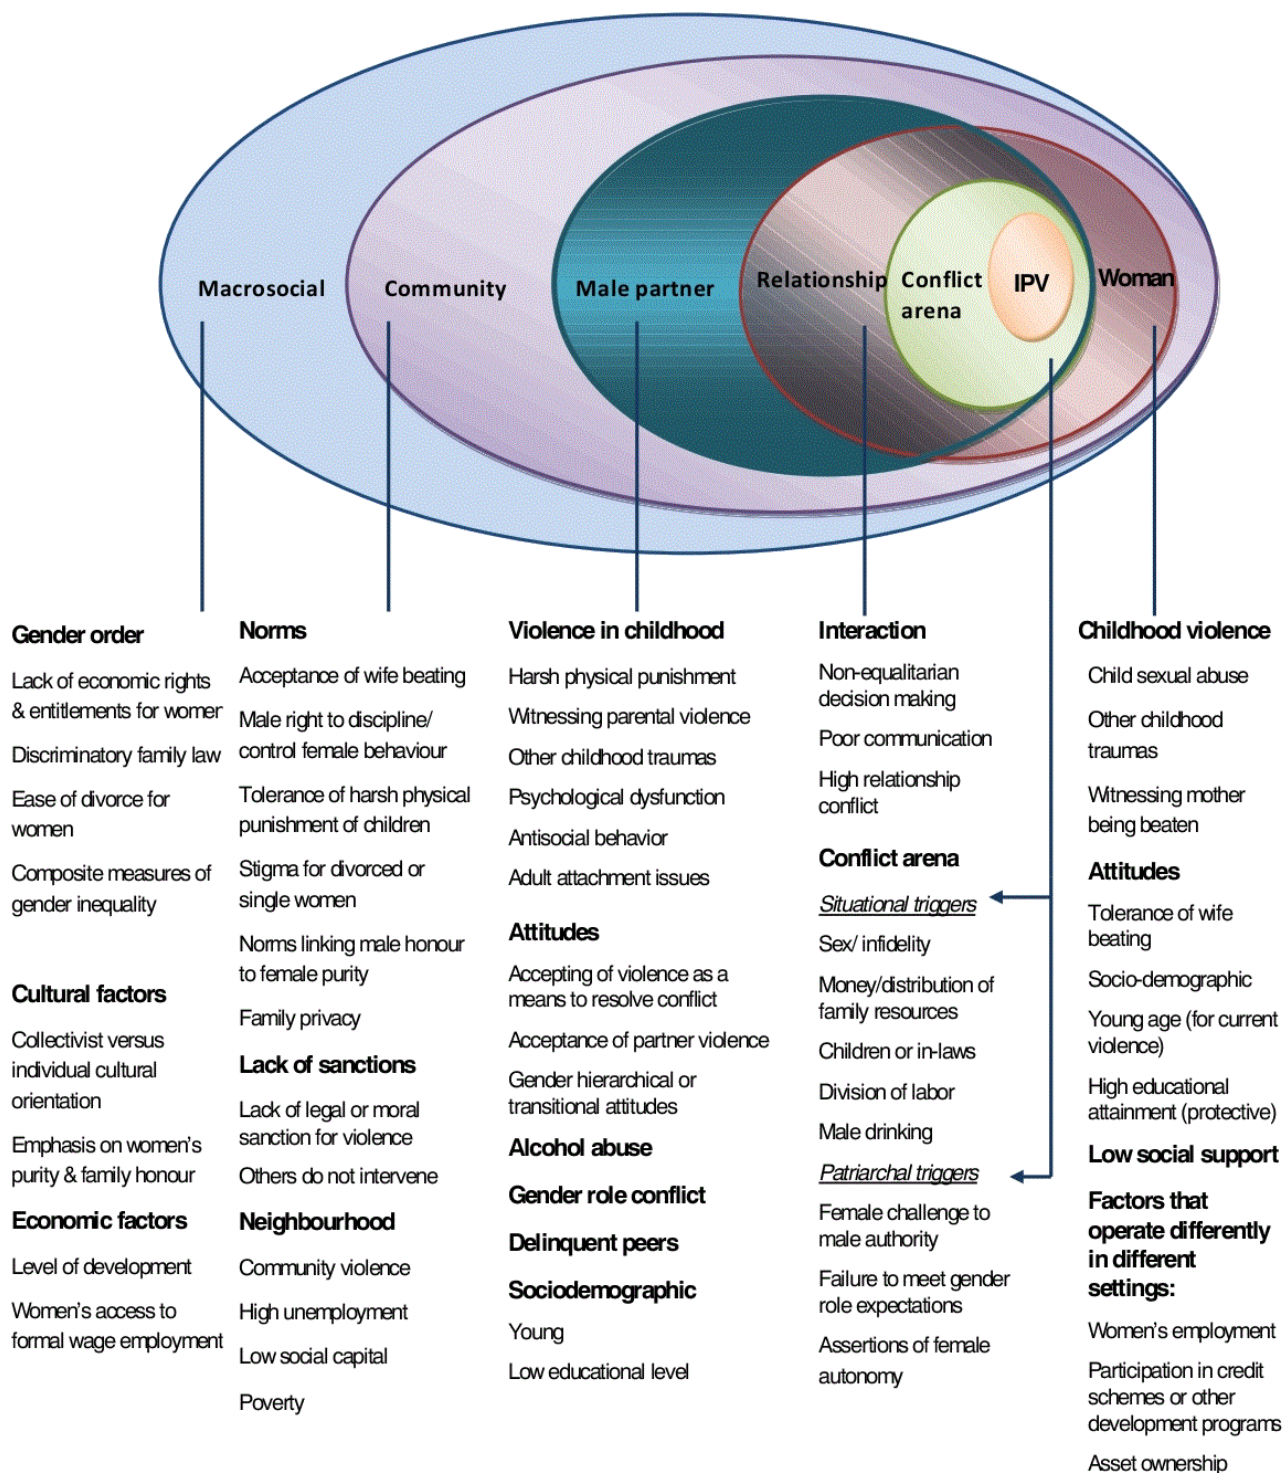 Macrosocial
Community
Male partner
Relationship
Conflict
arena
IPV
Woman
Gender order
Lack of economic rights
& entitlements for women
Discriminatory family law
Ease of divorce for
women
Composite measures of
gender inequality
Cultural factors
Collectivist versus
individual cultural
orientation
Emphasis on women's
purity & family honour
Economic factors
Level of development
Women's access to
formal wage employment
Norms
Acceptance of wife beating
Male right to discipline/
control female behaviour
Tolerance of harsh physical
punishment of children
Stigma for divorced or
single women
Norms linking male honour
to female purity
Family privacy
Lack of sanctions
Lack of legal or moral
sanction for violence
Others do not intervene
Neighbourhood
Community violence
High unemployment
Low social capital
Poverty
Violence in childhood
Harsh physical punishment
Witnessing parental violence
Other childhood traumas
Psychological dysfunction
Antisocial behavior
Adult attachment issues
Attitudes
Accepting of violence as a
means to resolve conflict
Acceptance of partner violence
Gender hierarchical or
transitional attitudes
Alcohol abuse
Gender role conflict
Delinquent peers
Sociodemographic
Young
Low educational level
Interaction
Non-equalitarian
decision making
Poor communication
High relationship
conflict
Conflict arena
Situational triggers
Sex/ infidelity
Money/distribution of
family resources
Children or in-laws
Division of labor
Male drinking
Patriarchal triggers
Female challenge to
male authority
Failure to meet gender
role expectations
Assertions of female
autonomy
Childhood violence
Child sexual abuse
Other childhood
traumas
Witnessing mother
being beaten
Attitudes
Tolerance of wife
beating
Socio-demographic
Young age (for current
violence)
High educational
attainment (protective)
Low social support
Factors that
operate differently
in different
settings:
Women's employment
Participation in credit
schemes or other
development programs
Asset ownership